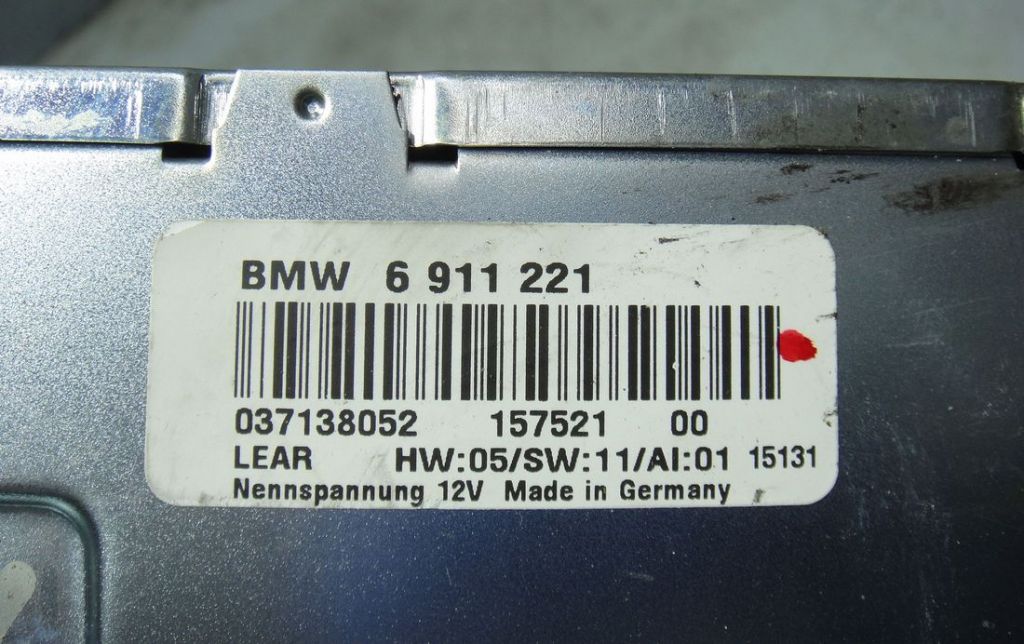 BMW 6 911 221
037138052 157521 00
LEAR HW:05/SW:11/AI:01 15131
Nennspannung 12V Made in Germany